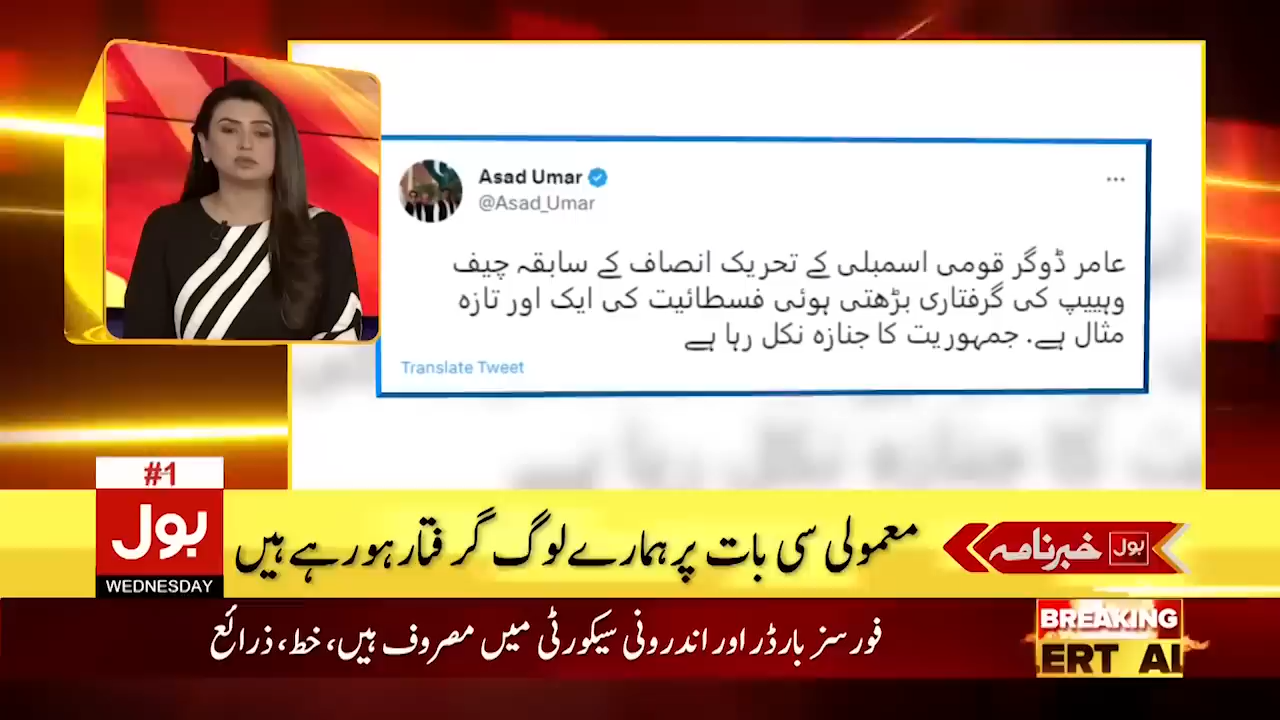 Asad Umar
@Asad_Umar
عامر ڈوگر قومی اسمبلی کے تحریک انصاف کے سابقہ چیف
وہییپ کی گرفتاری بڑھتی ہوئی فسطائیت کی ایک اور تازہ
مثال ہے. جمہوریت کا جنازہ نکل رہا ہے
Translate Tweet
#1
بول
WEDNESDAY
بول خبرنامہ
معمولی سی بات پر ہمارے لوگ گرفتار ہو رہے ہیں
فورسز بارڈر اور اندرونی سیکورٹی میں مصروف ہیں، خط، ذرائع
BREAKING
ERT AL